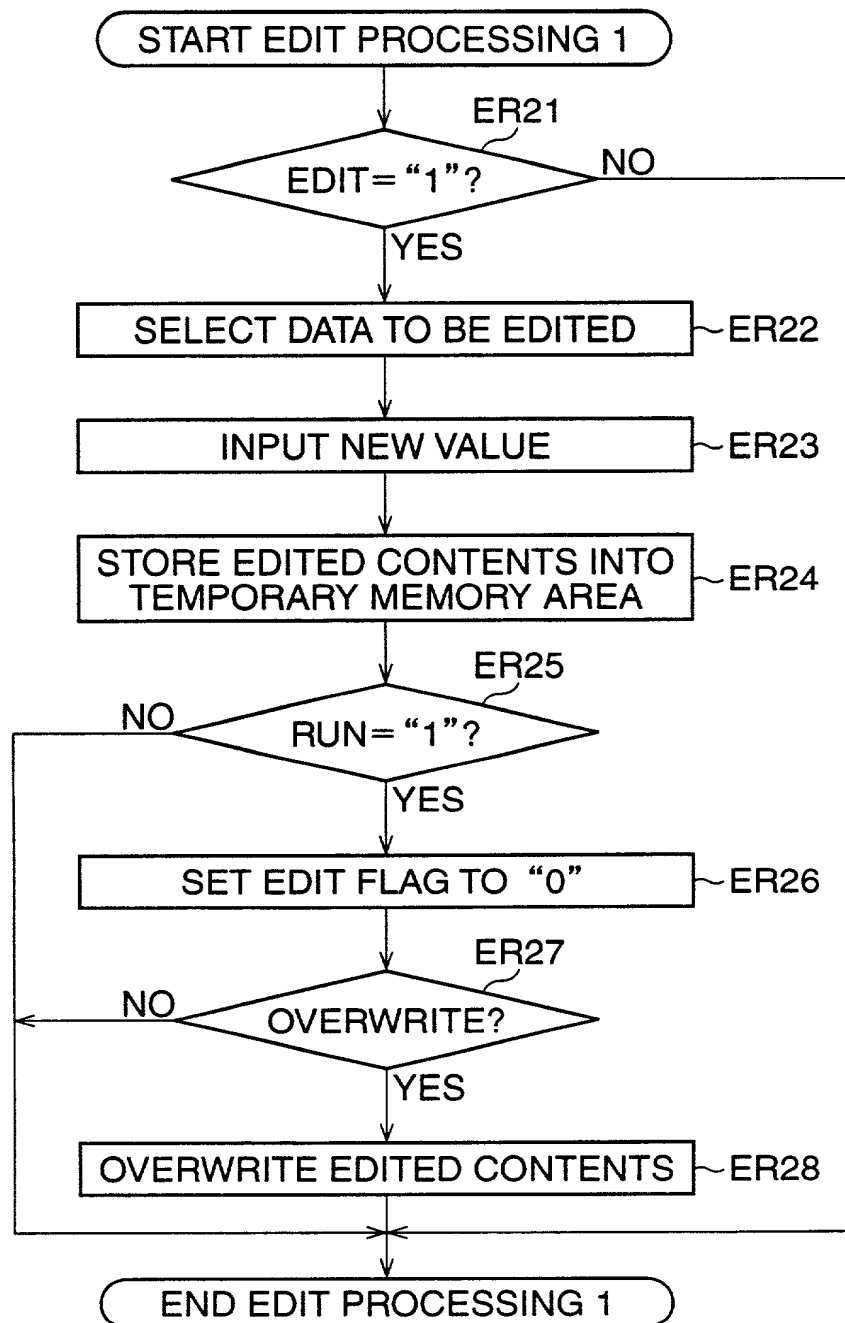 START EDIT PROCESSING 1
ER21
EDIT= “1”?
NO
YES
SELECT DATA TO BE EDITED
ER22
INPUT NEW VALUE
ER23
STORE EDITED CONTENTS INTO
TEMPORARY MEMORY AREA
ER24
ER25
NO
RUN= “1”?
YES
SET EDIT FLAG TO “0”
ER26
ER27
NO
OVERWRITE?
YES
OVERWRITE EDITED CONTENTS
ER28
END EDIT PROCESSING 1